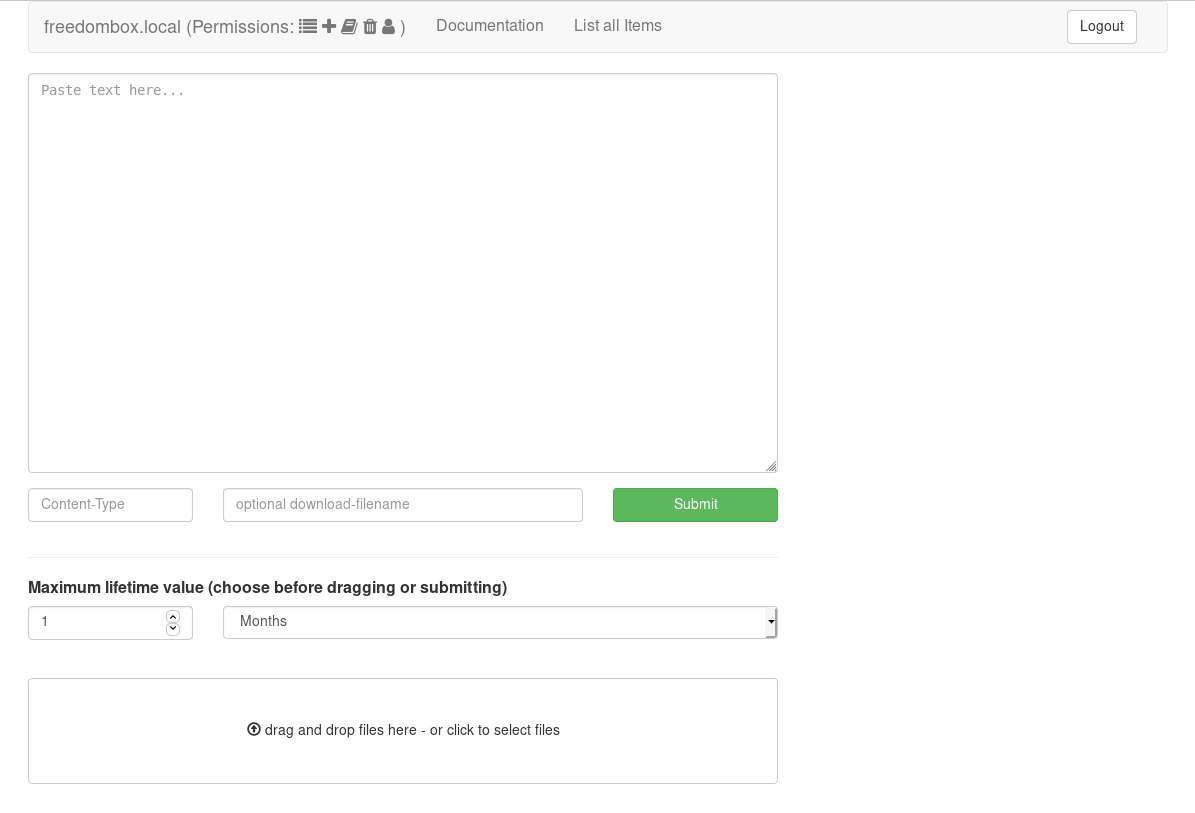 freedombox.local (Permissions: ) Documentation List all Items Logout
Paste text here...
Content-Type optional download-filename Submit
Maximum lifetime value (choose before dragging or submitting)
1 Months
drag and drop files here - or click to select files